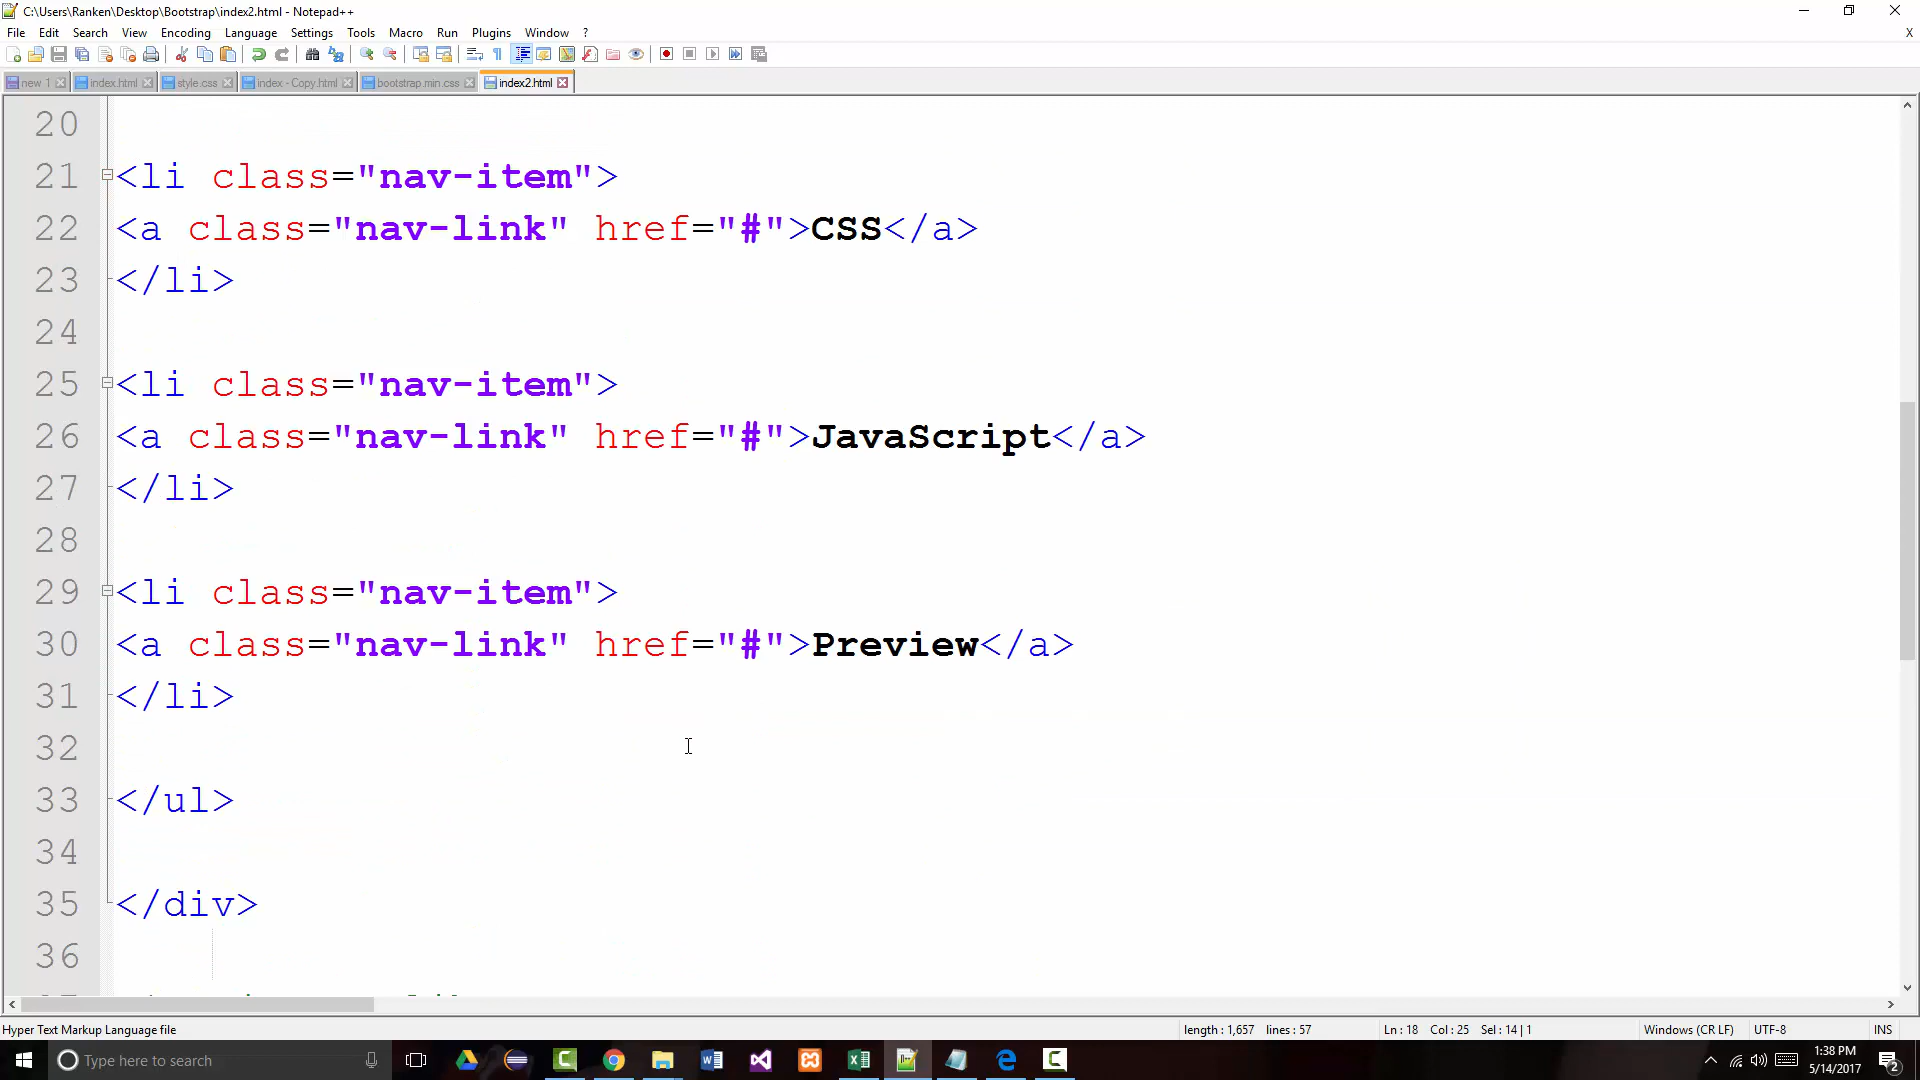 C:\Users\Ranken\Desktop\Bootstrap\index2.html - Notepad++
File Edit Search View Encoding Language Settings Tools Macro Run Plugins Window ? X
new 1 index.html style.css index - Copy.html bootstrap.min.css index2.html
20
21 <li class="nav-item">
22 <a class="nav-link" href="#">CSS</a>
23 </li>
24
25 <li class="nav-item">
26 <a class="nav-link" href="#">JavaScript</a>
27 </li>
28
29 <li class="nav-item">
30 <a class="nav-link" href="#">Preview</a>
31 </li>
32
33 </ul>
34
35 </div>
36
Hyper Text Markup Language file length : 1,657 lines : 57 Ln : 18 Col : 25 Sel : 14 | 1 Windows (CR LF) UTF-8 INS
Type here to search
1:38 PM
5/14/2017
2